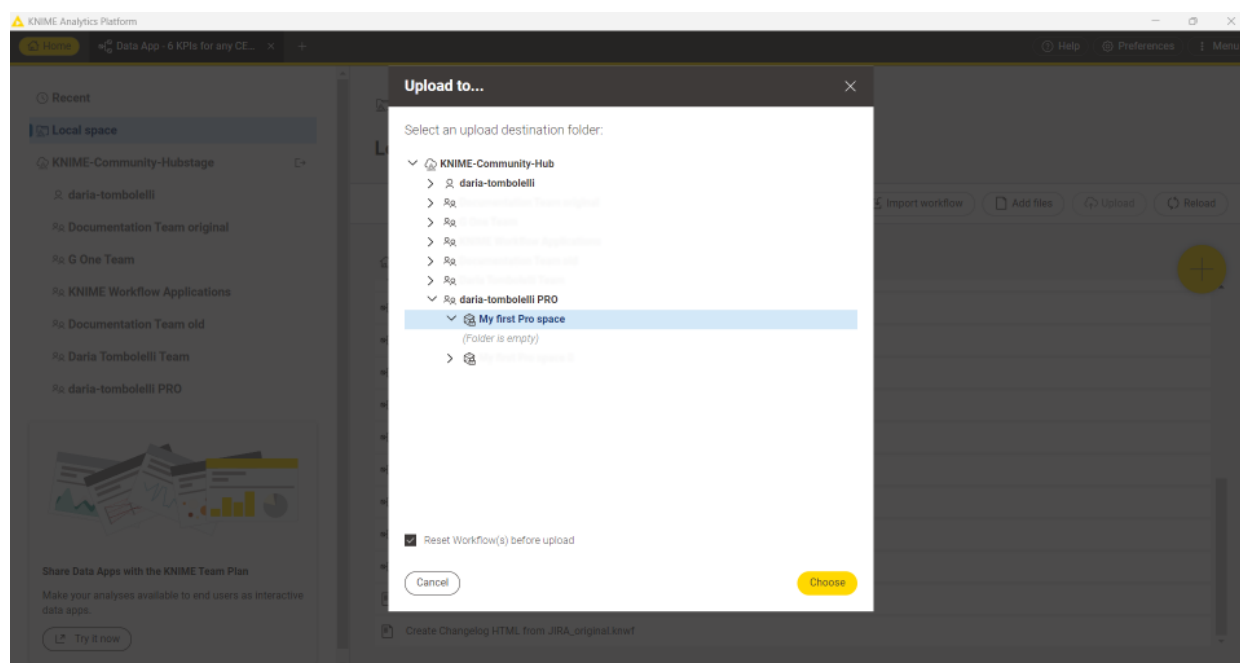 KNIME Analytics Platform
Home
Data App - 6 KPIs for any CE...
Help
Preferences
Menu
Recent
Local space
KNIME-Community-Hubstage
daria-tombolelli
Documentation Team original
G One Team
KNIME Workflow Applications
Documentation Team old
Daria Tombolelli Team
daria-tombolelli PRO
Share Data Apps with the KNIME Team Plan
Make your analyses available to end users as interactive
data apps.
Try it now
Upload to...
Select an upload destination folder:
KNIME-Community-Hub
daria-tombolelli
daria-tombolelli PRO
My first Pro space
(Folder is empty)
Reset Workflow(s) before upload
Cancel
Choose
Import workflow
Add files
Upload
Reload
Create Changelog HTML from JIRA_original.knwf